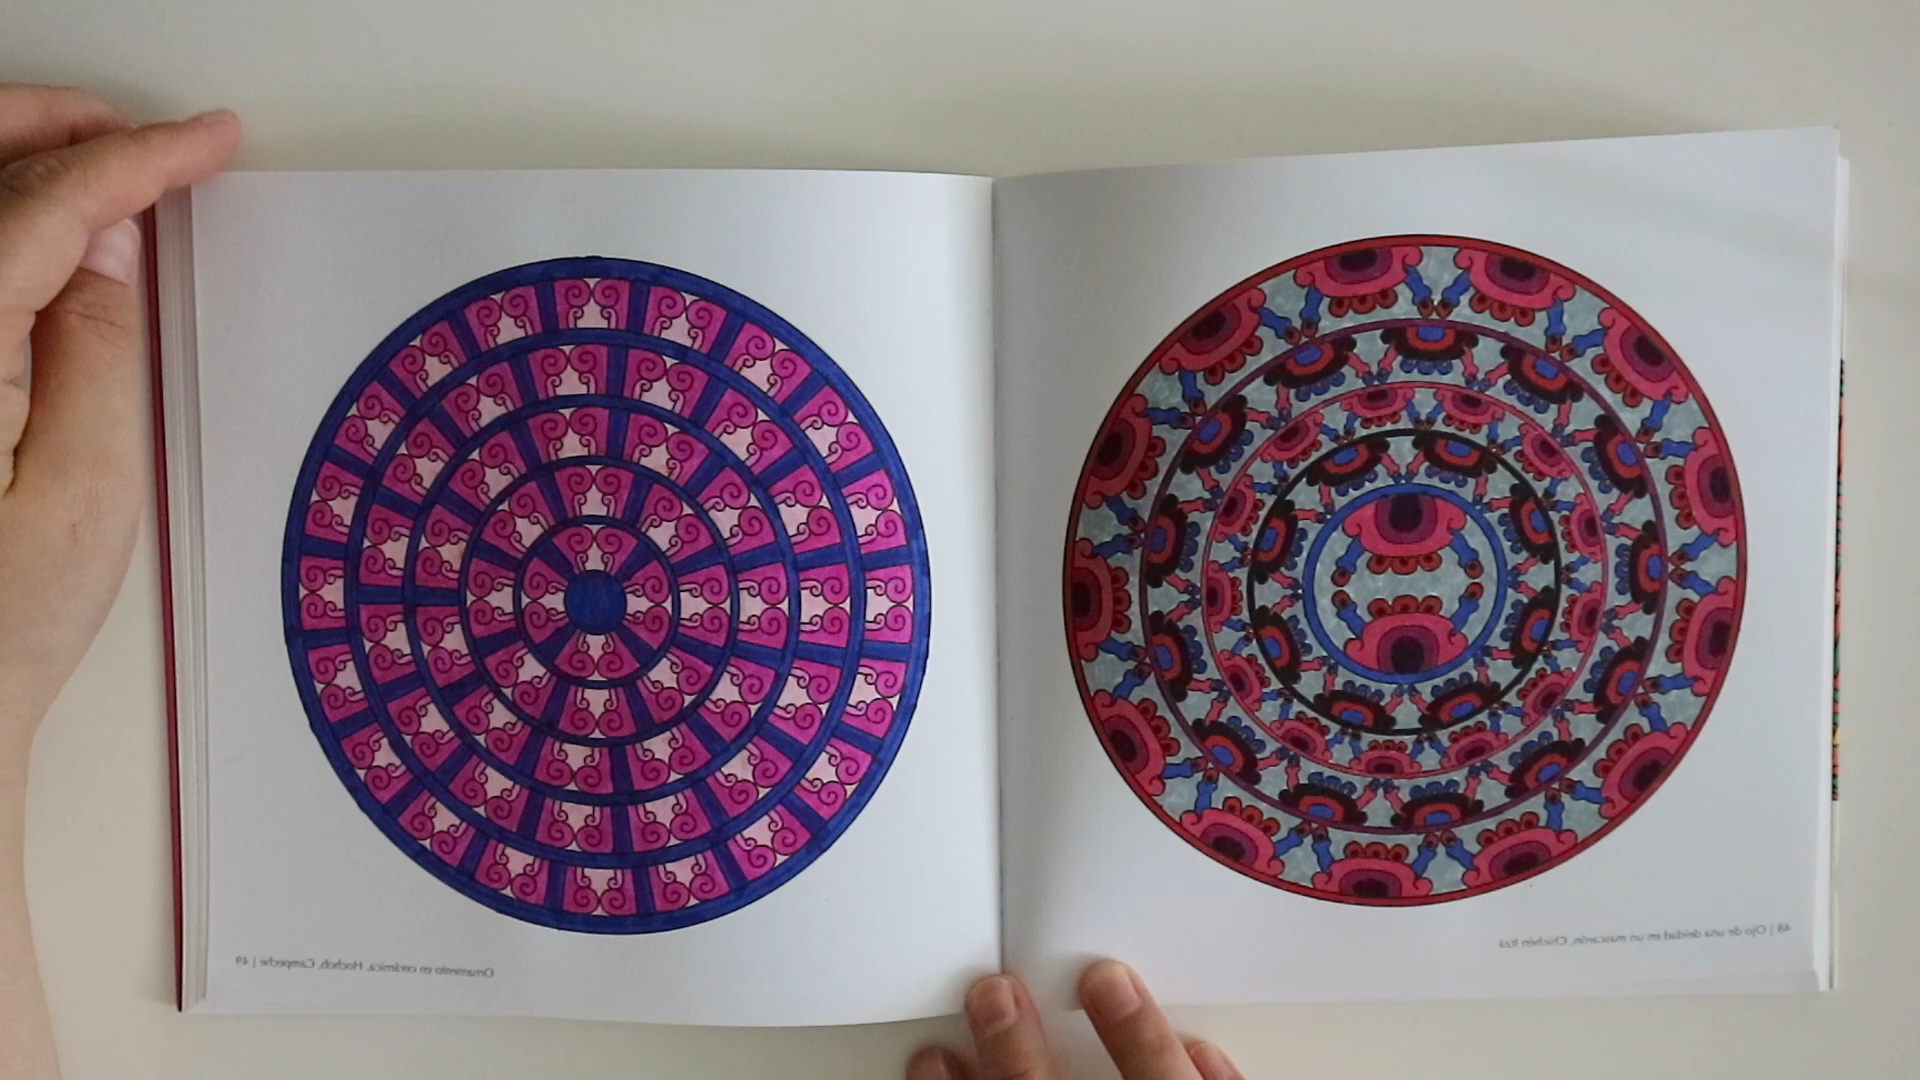 Ornamento en cerámica, Hochob, Campeche | 49
48 | Ojo de una deidad en un mascarón, Chichén Itzá